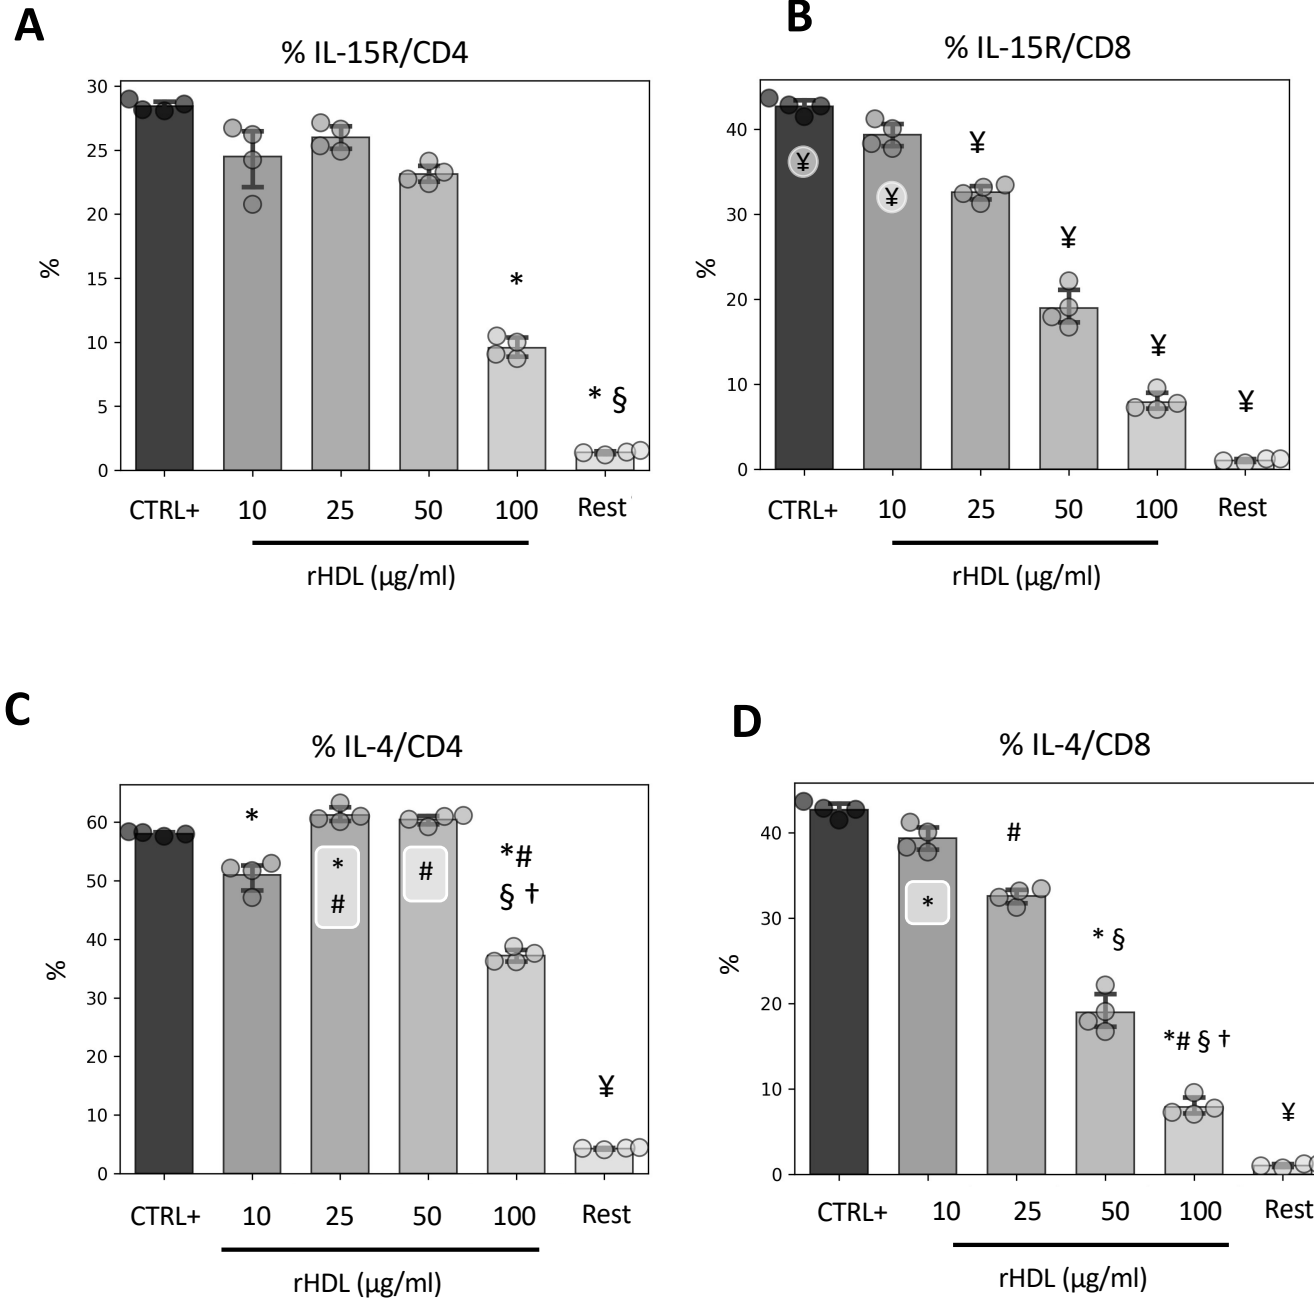 A
% IL-15R/CD4
30
25
20
15
10
5
0
%
*
* §
CTRL+ 10 25 50 100 Rest
rHDL (µg/ml)
B
% IL-15R/CD8
40
30
20
10
0
%
¥
¥
¥
¥
¥
¥
CTRL+ 10 25 50 100 Rest
rHDL (µg/ml)
C
% IL-4/CD4
60
50
40
30
20
10
0
%
*
*
#
#
*#
§ †
¥
CTRL+ 10 25 50 100 Rest
rHDL (µg/ml)
D
% IL-4/CD8
40
30
20
10
0
%
*
#
* §
*# § †
¥
CTRL+ 10 25 50 100 Rest
rHDL (µg/ml)